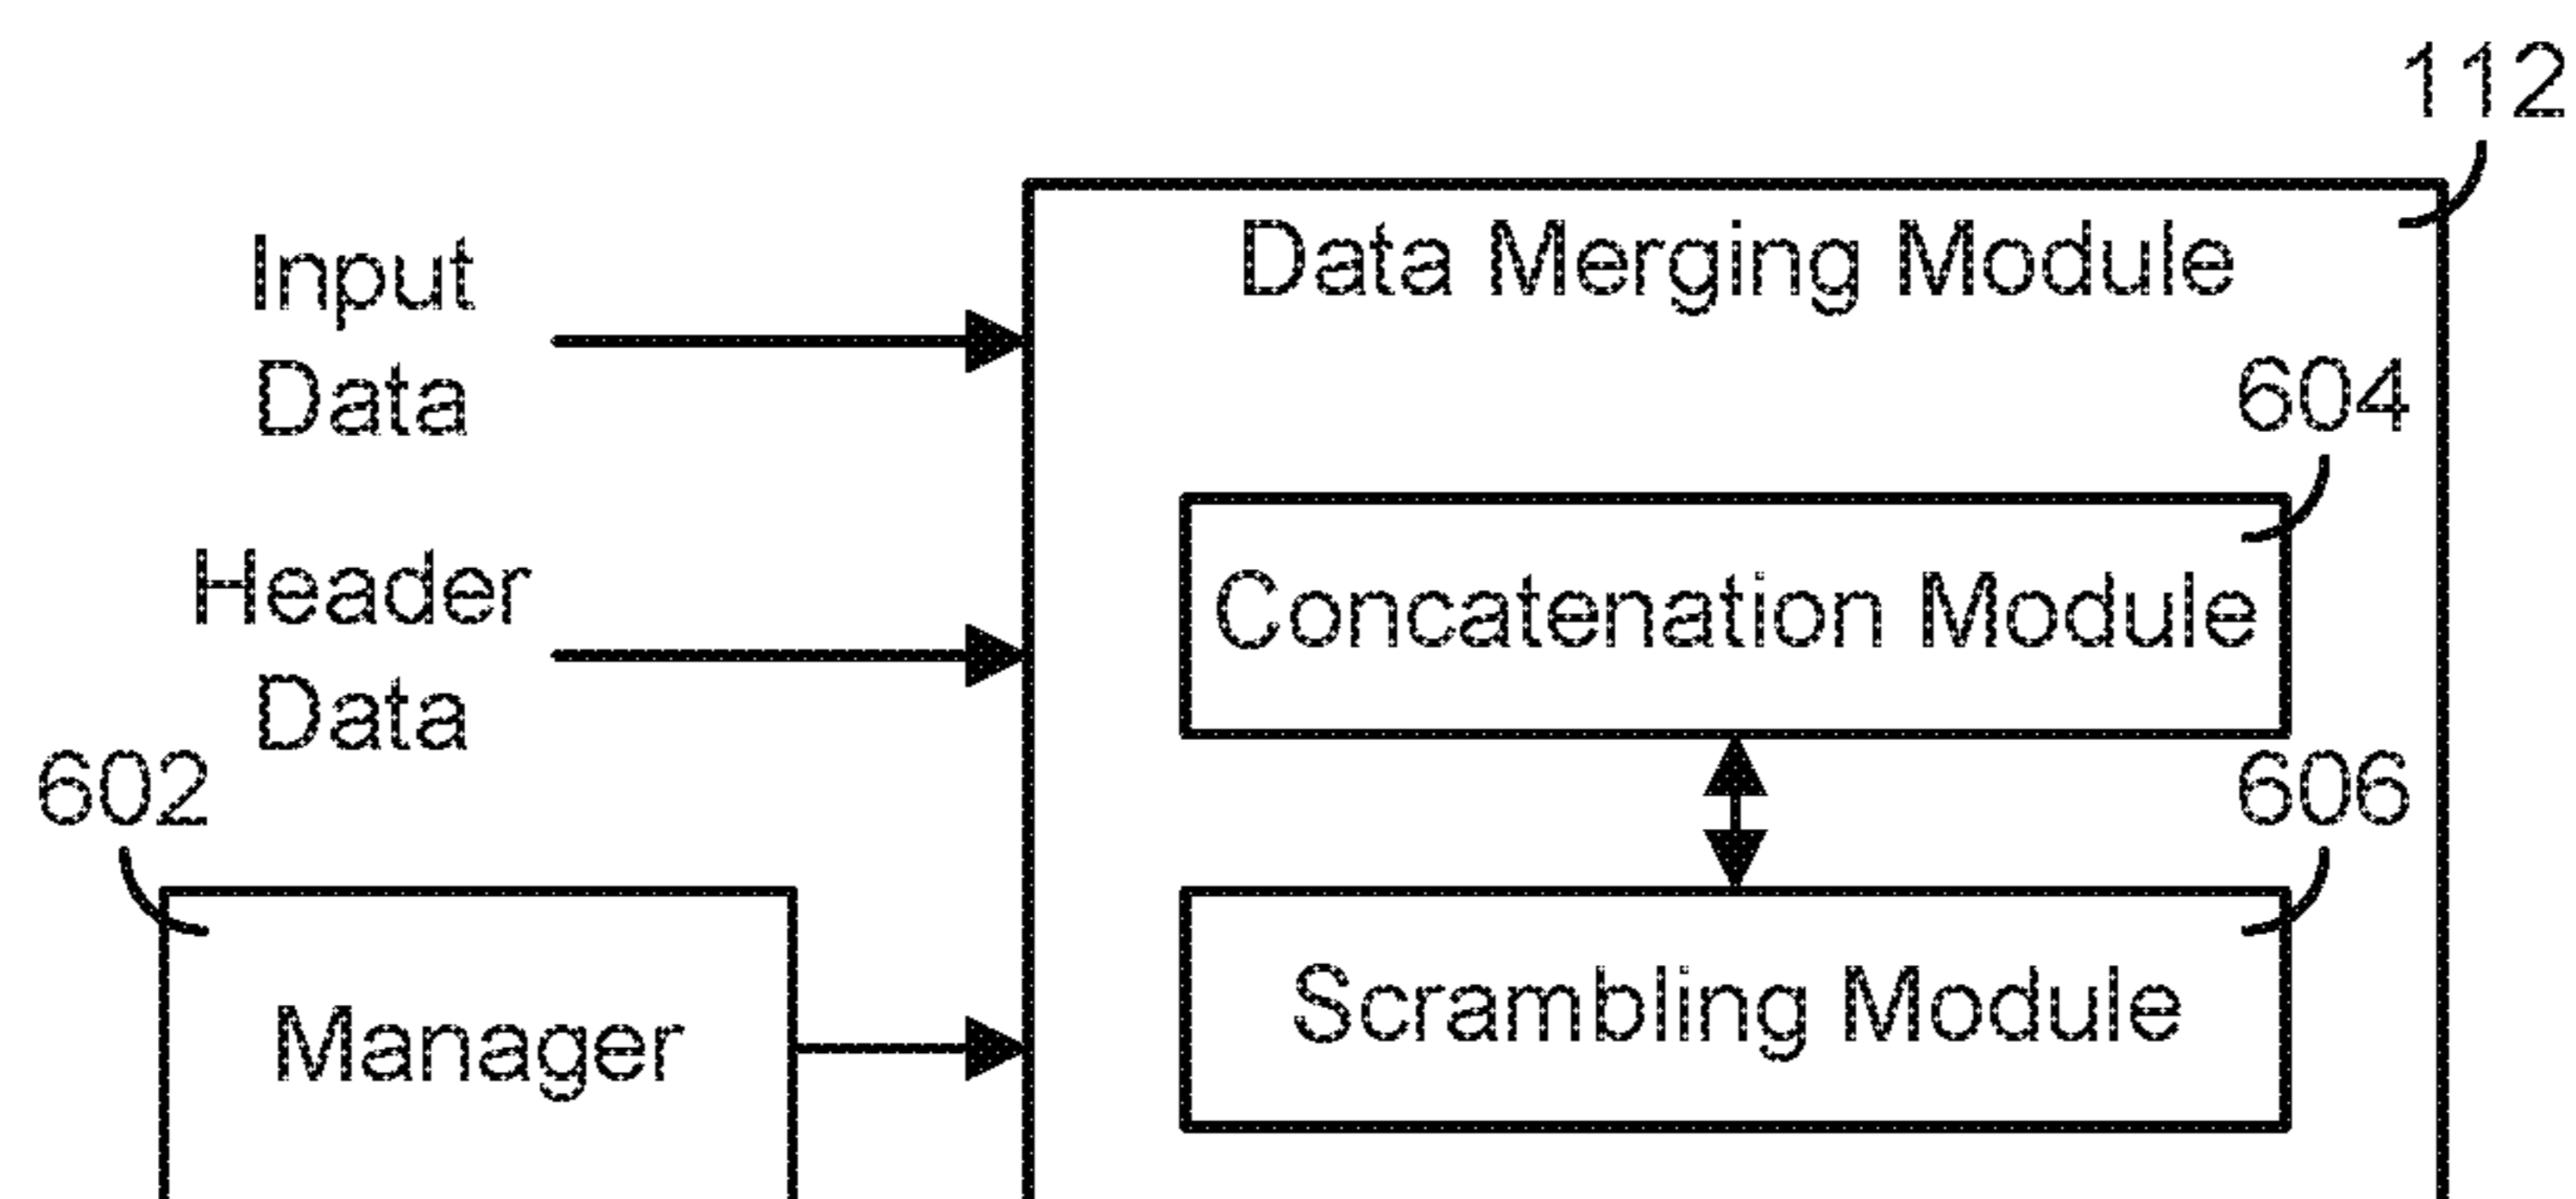 112
Data Merging Module
Input
Data
604
Concatenation Module
Header
Data
602
606
Manager
Scrambling Module